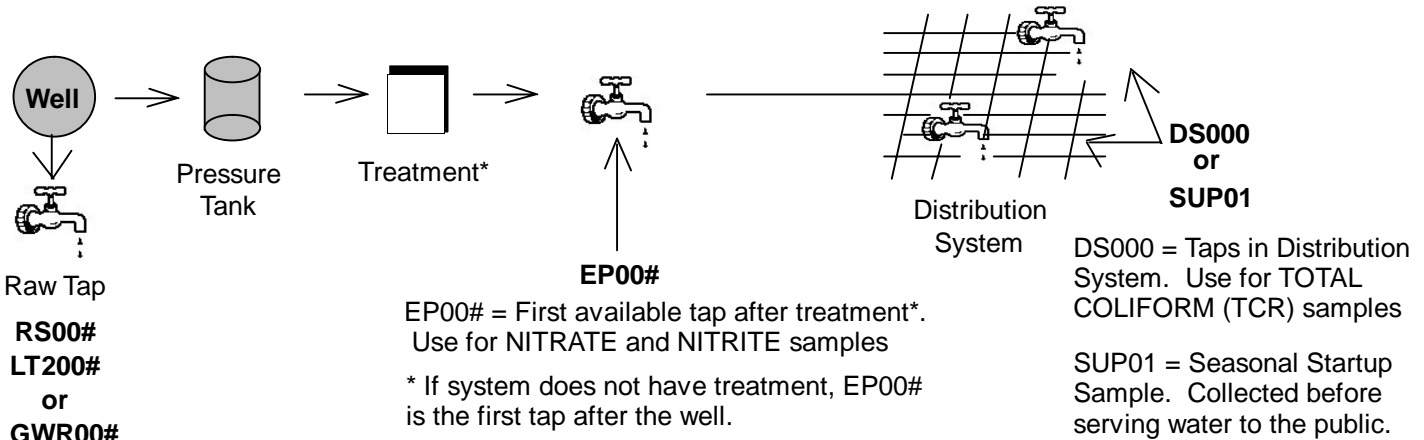 Well
Pressure
Tank
Treatment*
Raw Tap
RS00#
LT200#
or
GWR00#
EP00#
EP00# = First available tap after treatment*.
Use for NITRATE and NITRITE samples
* If system does not have treatment, EP00#
is the first tap after the well.
Distribution
System
DS000
or
SUP01
DS000 = Taps in Distribution
System. Use for TOTAL
COLIFORM (TCR) samples
SUP01 = Seasonal Startup
Sample. Collected before
serving water to the public.